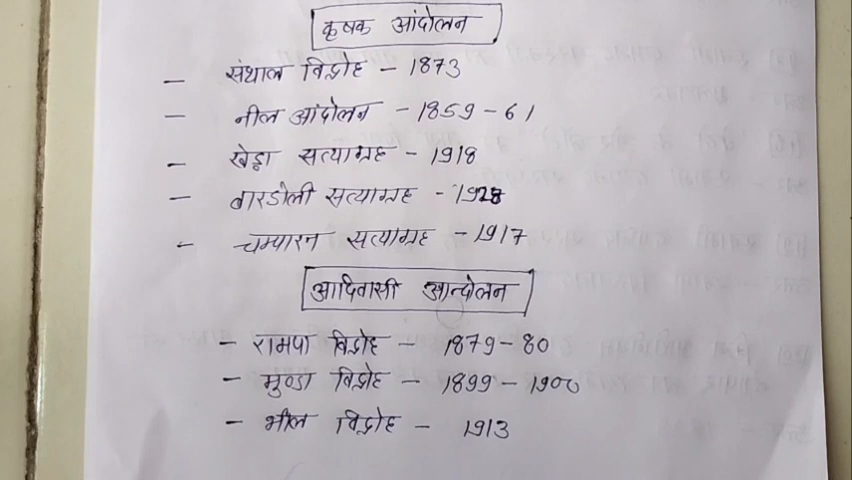 कृषक आंदोलन
- संथाल विद्रोह - 1873
- नील आंदोलन - 1859-61
- खेड़ा सत्याग्रह - 1918
- बारडोली सत्याग्रह - 1928
- चम्पारन सत्याग्रह - 1917
आदिवासी आन्दोलन
- रामपा विद्रोह - 1879-80
- मुण्डा विद्रोह - 1899-1900
- भील विद्रोह - 1913